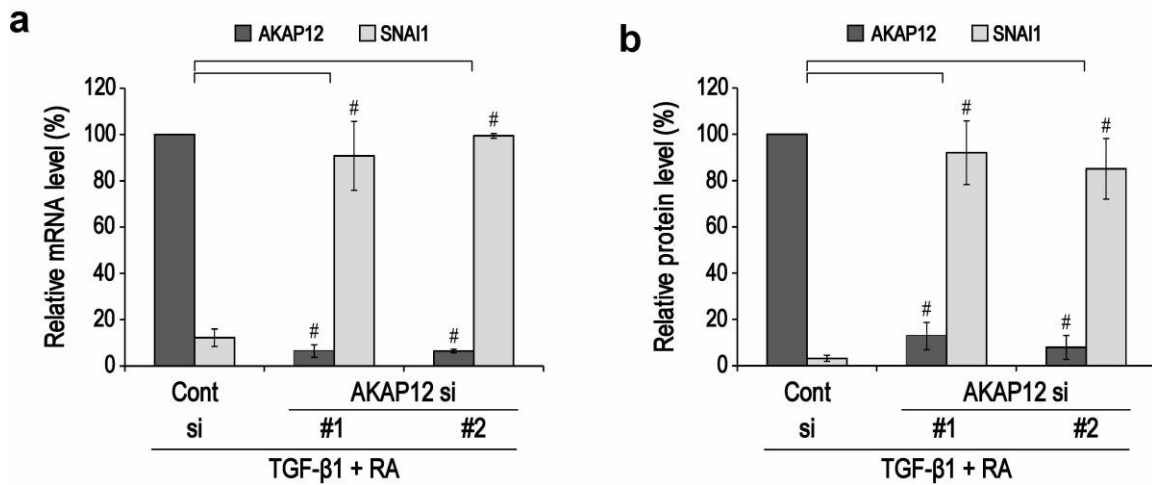 a
AKAP12 SNAI1
Relative mRNA level (%)
120
100
80
60
40
20
0
# # # #
Cont AKAP12 si
si #1 #2
TGF-β1 + RA
b
AKAP12 SNAI1
Relative protein level (%)
120
100
80
60
40
20
0
# # # #
Cont AKAP12 si
si #1 #2
TGF-β1 + RA